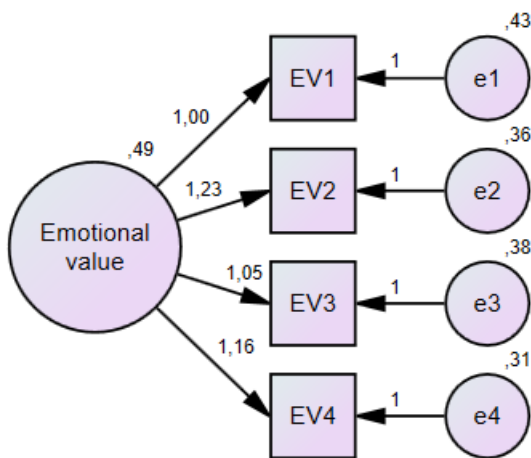 ,43
EV1
1
e1
1,00
,49
,36
EV2
1
e2
1,23
Emotional
value
,38
EV3
1
e3
1,05
,31
EV4
1
e4
1,16